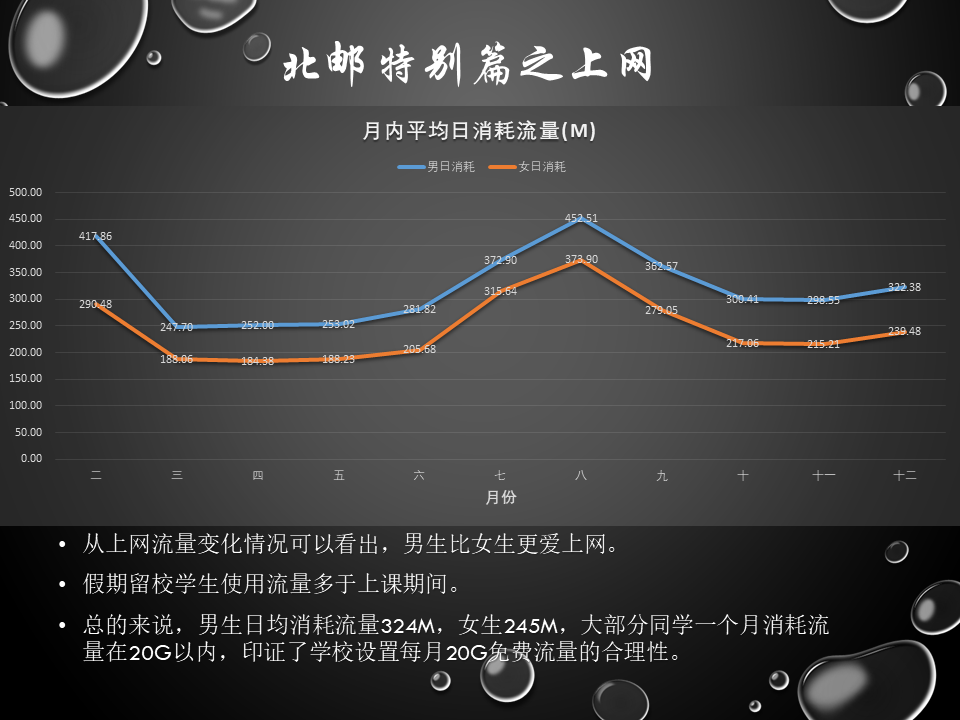 北邮特别篇之上网
月内平均日消耗流量(M)
男日消耗 女日消耗
500.00
450.00
400.00
350.00
300.00
250.00
200.00
150.00
100.00
50.00
0.00
417.86 247.70 252.00 253.02 281.82 372.90 452.51 362.57 300.41 298.55 322.38
290.48 188.06 184.38 188.23 205.68 315.64 373.90 279.05 217.06 215.21 239.48
二 三 四 五 六 七 八 九 十 十一 十二
月份
• 从上网流量变化情况可以看出，男生比女生更爱上网。
• 假期留校学生使用流量多于上课期间。
• 总的来说，男生日均消耗流量324M，女生245M，大部分同学一个月消耗流
量在20G以内，印证了学校设置每月20G免费流量的合理性。